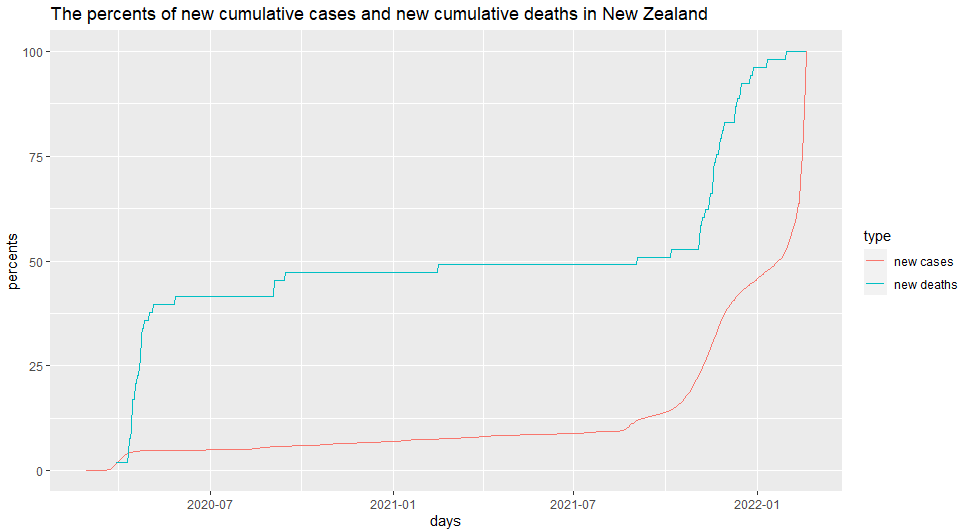 The percents of new cumulative cases and new cumulative deaths in New Zealand
100
75
50
25
0
percents
2020-07
2021-01
2021-07
2022-01
days
type
new cases
new deaths